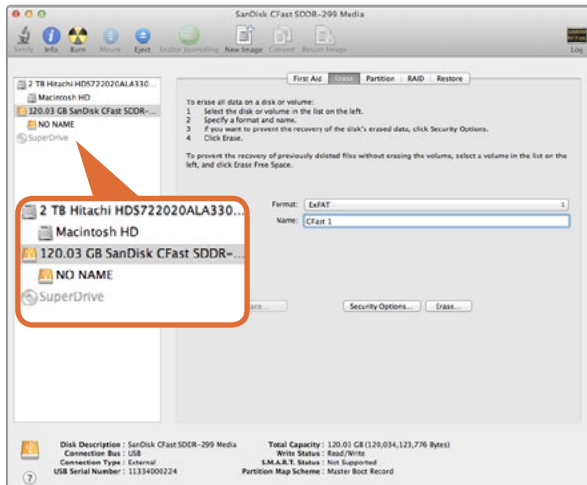 SanDisk CFast SDDR-299 Media
Verify Info Burn Mount Eject Enable Journaling New Image Convert Resize Image Log
First Aid Erase Partition RAID Restore
2 TB Hitachi HDS722020ALA330...
Macintosh HD
120.03 GB SanDisk CFast SDDR-...
NO NAME
SuperDrive
To erase all data on a disk or volume:
1 Select the disk or volume in the list on the left.
2 Specify a format and name.
3 If you want to prevent the recovery of the disk's erased data, click Security Options.
4 Click Erase.
To prevent the recovery of previously deleted files without erasing the volume, select a volume in the list on the
left, and click Erase Free Space.
Format: ExFAT
Name: CFast 1
2 TB Hitachi HDS722020ALA330...
Macintosh HD
120.03 GB SanDisk CFast SDDR-...
NO NAME
SuperDrive
Security Options... Erase...
Disk Description : SanDisk CFast SDDR-299 Media
Connection Bus : USB
Connection Type : External
USB Serial Number : 11334000224
Total Capacity : 120.03 GB (120,034,123,776 Bytes)
Write Status : Read/Write
S.M.A.R.T. Status : Not Supported
Partition Map Scheme : Master Boot Record
?